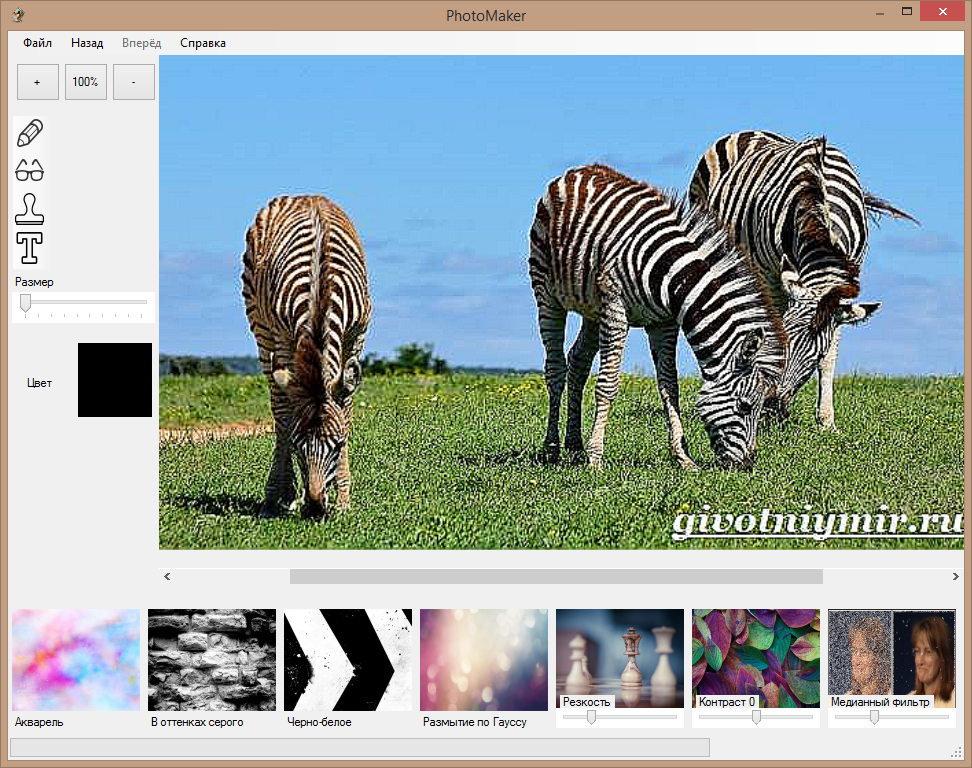 PhotoMaker
Файл Назад Вперёд Справка
+ 100% -
Размер
Цвет
givotniymir.ru
Акварель
В оттенках серого
Черно-белое
Размытие по Гауссу
Резкость
Контраст 0
Медианный фильтр